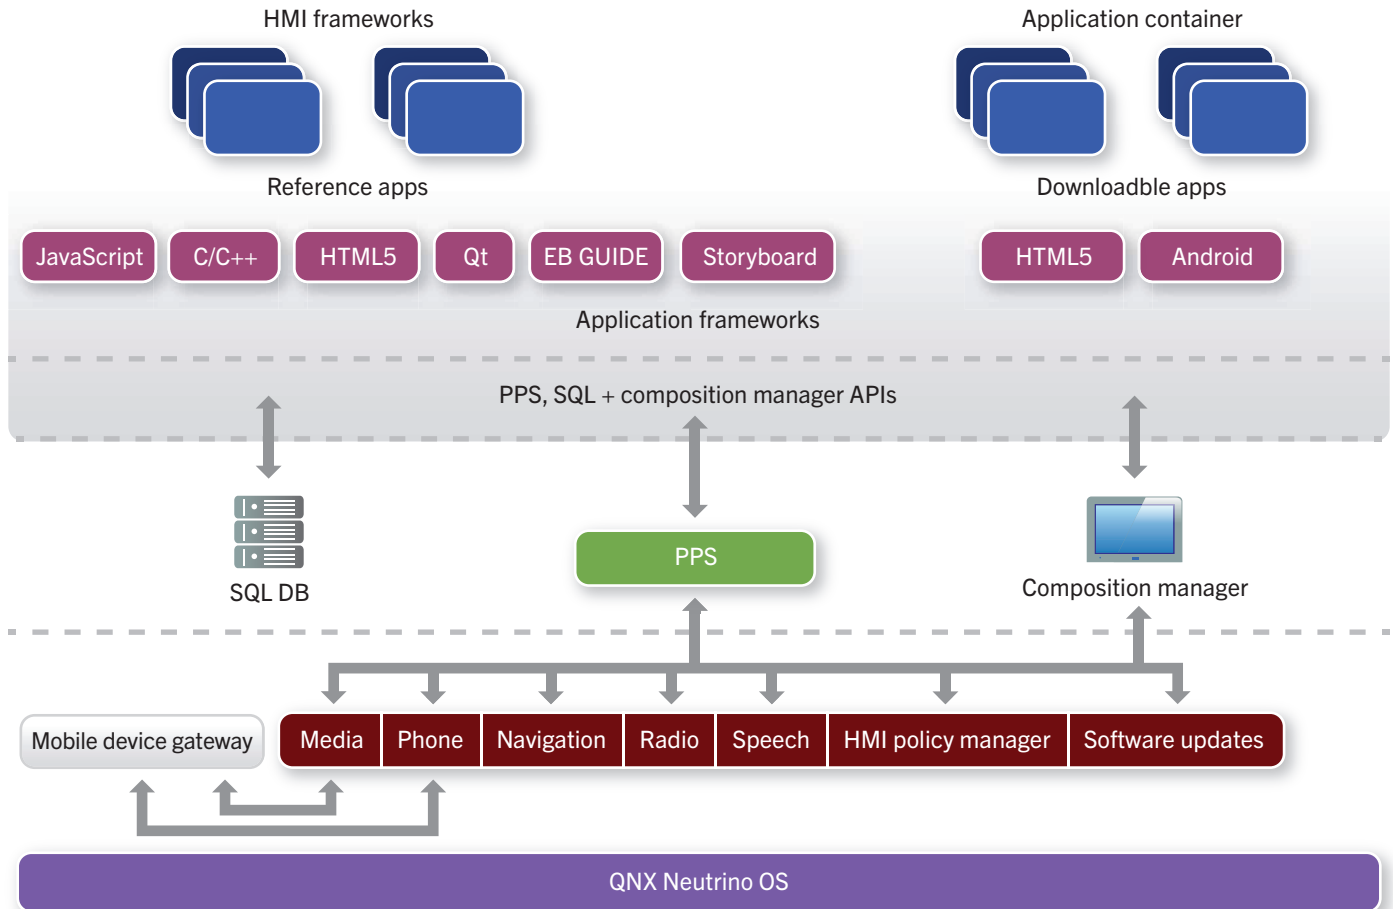 HMI frameworks
Application container
Reference apps
Downloadble apps
JavaScript
C/C++
HTML5
Qt
EB GUIDE
Storyboard
HTML5
Android
Application frameworks
PPS, SQL + composition manager APIs
SQL DB
PPS
Composition manager
Mobile device gateway
Media
Phone
Navigation
Radio
Speech
HMI policy manager
Software updates
QNX Neutrino OS